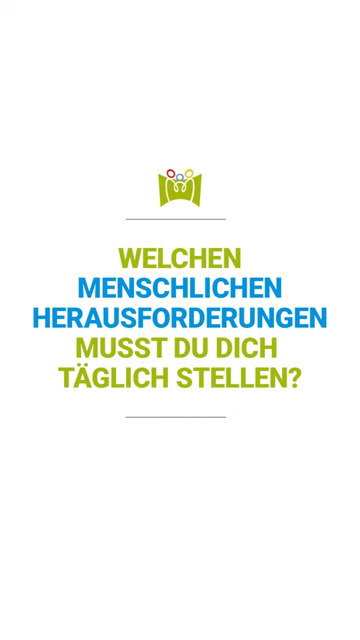 WELCHEN
MENSCHLICHEN
HERAUSFORDERUNGEN
MUSST DU DICH
TÄGLICH STELLEN?